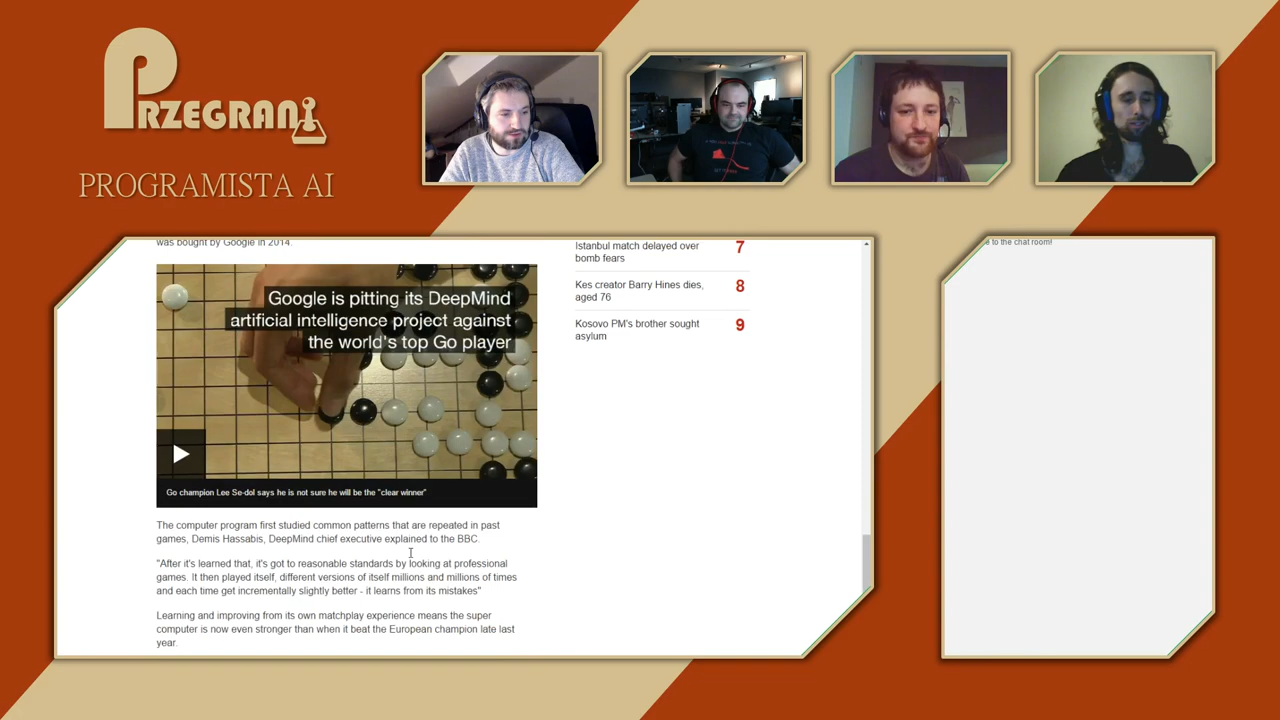 PRZEGRANI
PROGRAMISTA AI
was bought by Google in 2014.
Google is pitting its DeepMind
artificial intelligence project against
the world's top Go player
Go champion Lee Se-dol says he is not sure he will be the "clear winner"
The computer program first studied common patterns that are repeated in past
games, Demis Hassabis, DeepMind chief executive explained to the BBC.
"After it's learned that, it's got to reasonable standards by looking at professional
games. It then played itself, different versions of itself millions and millions of times
and each time get incrementally slightly better - it learns from its mistakes"
Learning and improving from its own matchplay experience means the super
computer is now even stronger than when it beat the European champion late last
year.
Istanbul match delayed over
bomb fears
7
Kes creator Barry Hines dies,
aged 76
8
Kosovo PM's brother sought
asylum
9
to the chat room!